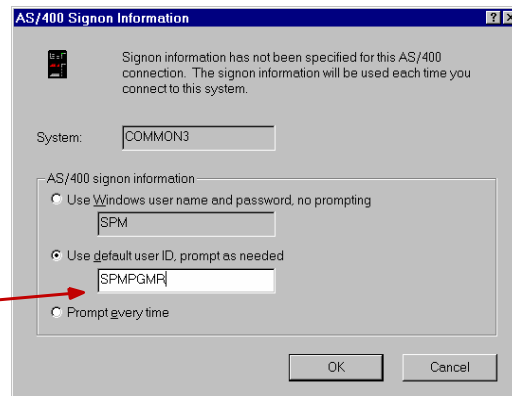 AS/400 Signon Information
Signon information has not been specified for this AS/400
connection. The signon information will be used each time you
connect to this system.
System: COMMON3
AS/400 signon information
Use Windows user name and password, no prompting
SPM
Use default user ID, prompt as needed
SPMPGMR
Prompt every time
OK Cancel